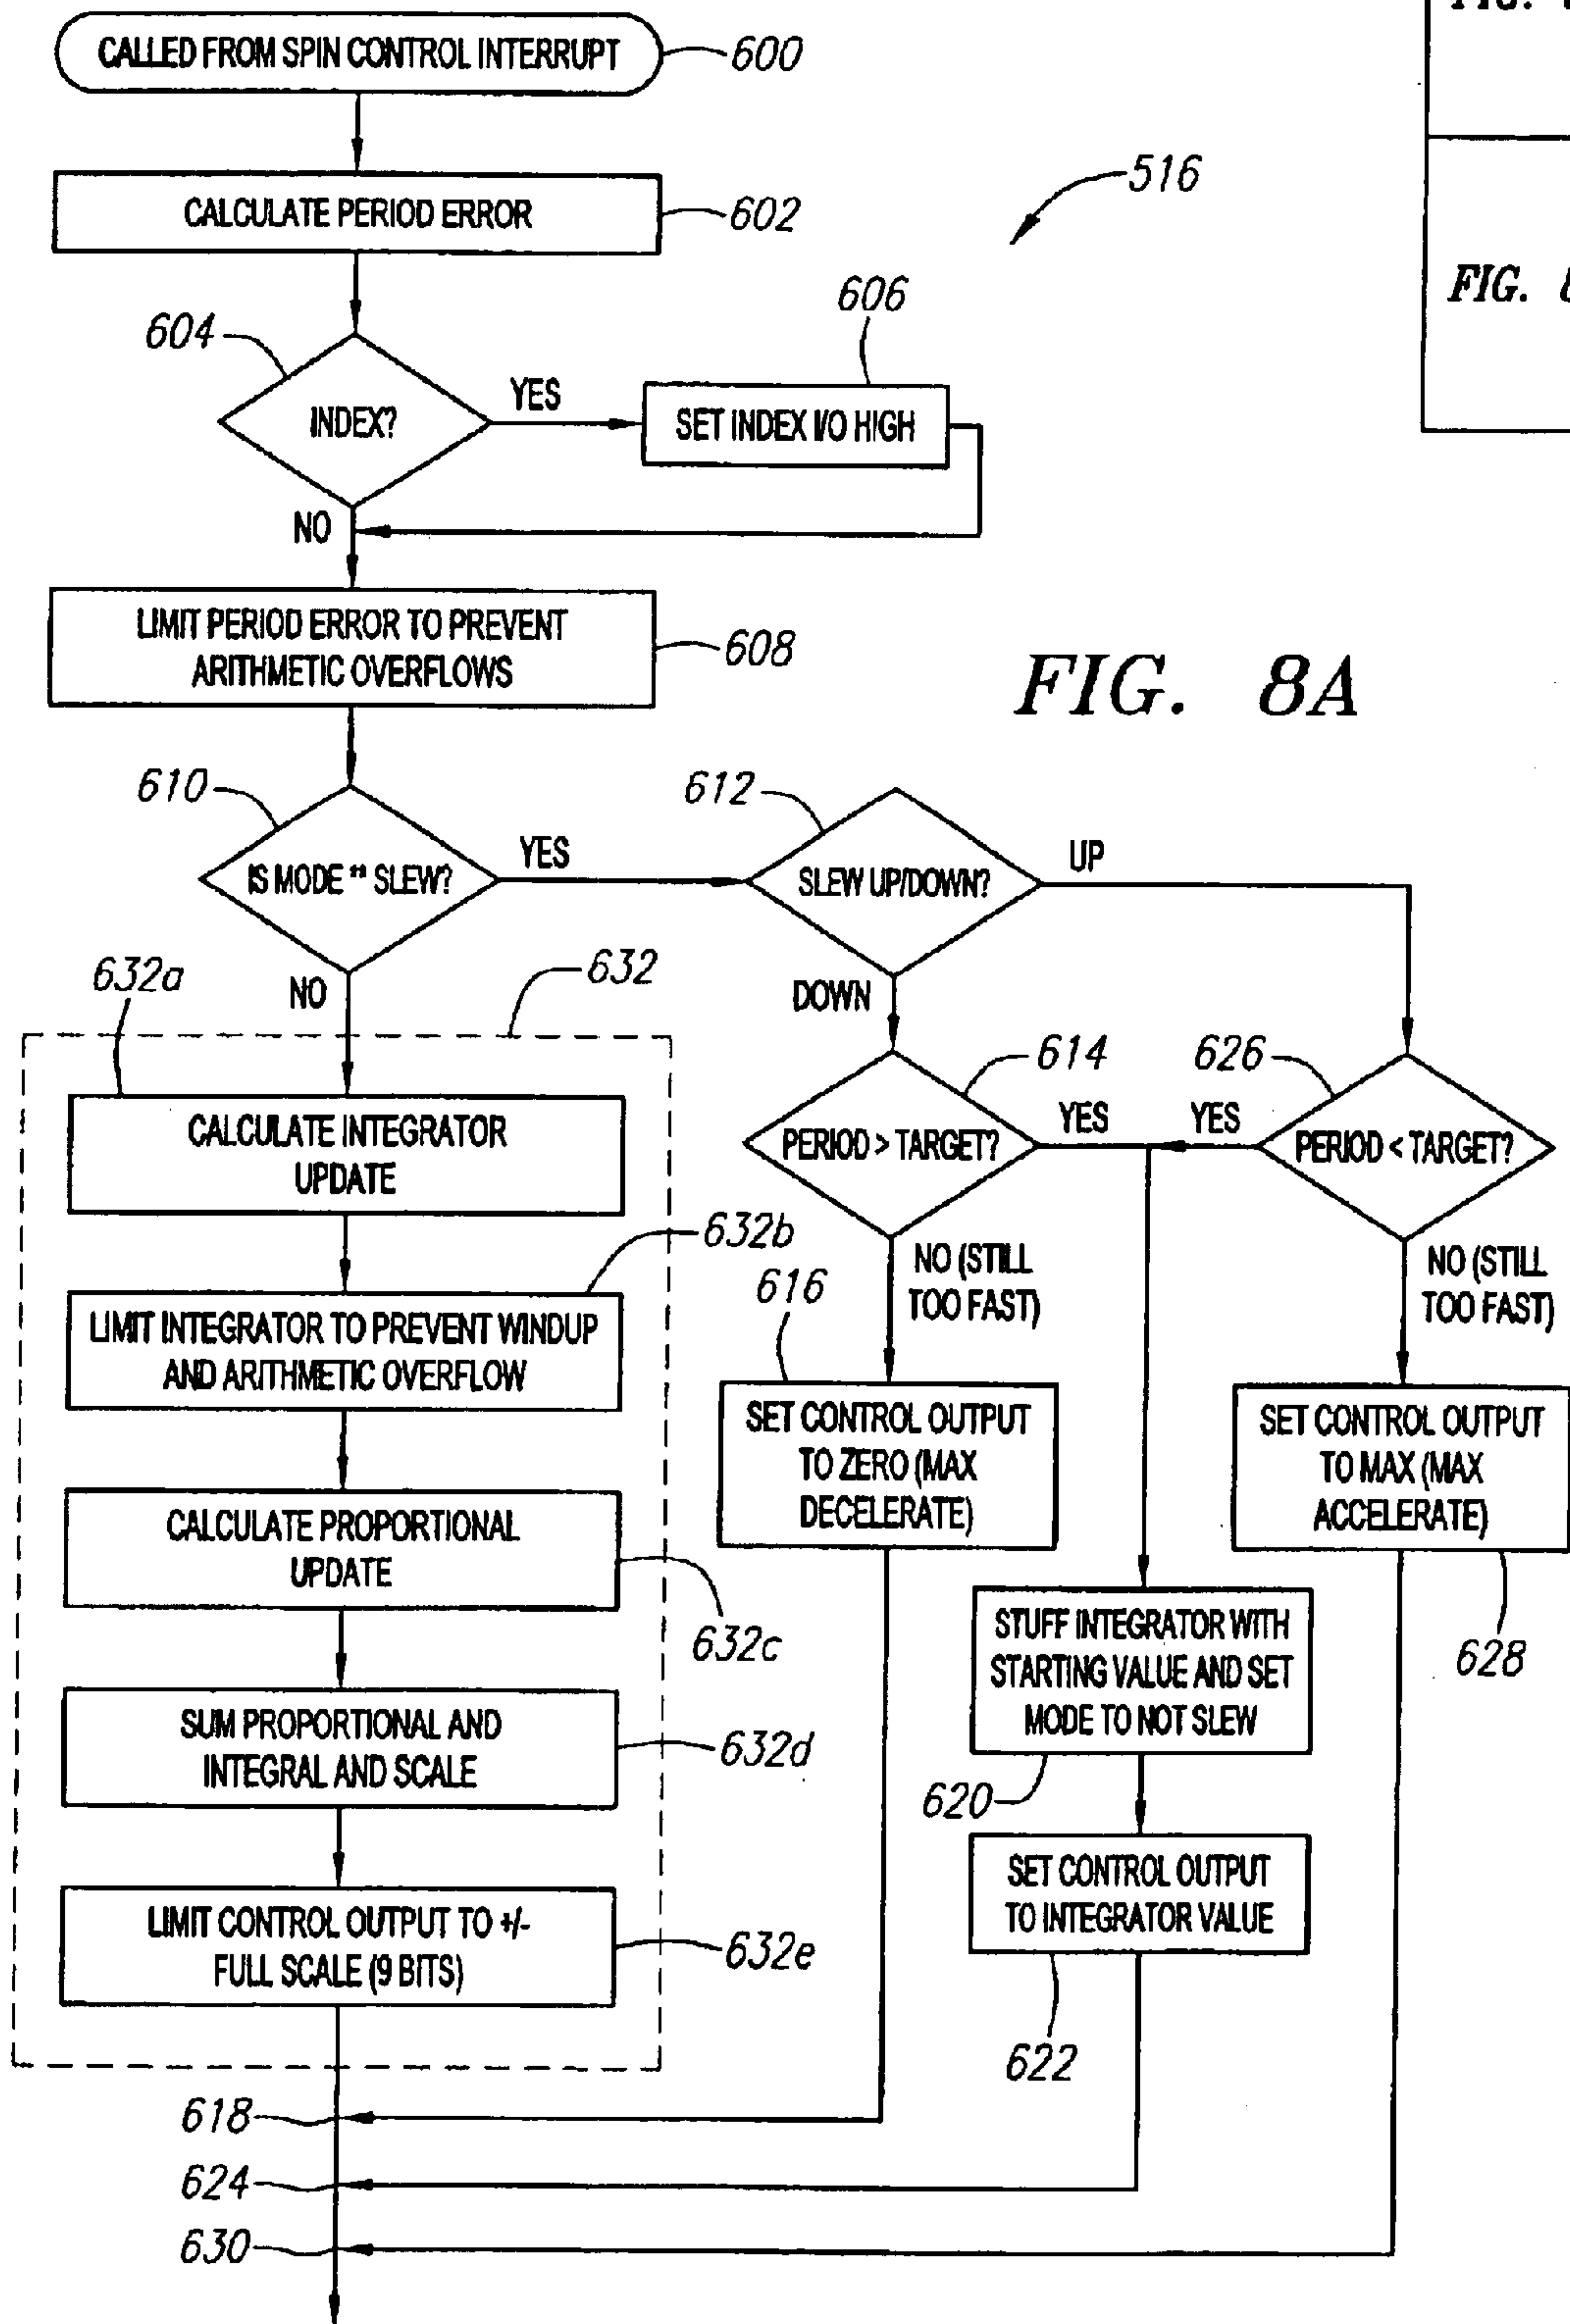 CALLED FROM SPIN CONTROL INTERRUPT
600
CALCULATE PERIOD ERROR
602
516
FIG. 8
604
INDEX?
YES
606
SET INDEX I/O HIGH
NO
LIMIT PERIOD ERROR TO PREVENT
ARITHMETIC OVERFLOWS
608
FIG. 8A
610
IS MODE " SLEW?
YES
612
SLEW UP/DOWN?
UP
NO
DOWN
632a
632
614
626
CALCULATE INTEGRATOR
UPDATE
PERIOD > TARGET?
YES
YES
PERIOD < TARGET?
632b
LIMIT INTEGRATOR TO PREVENT WINDUP
AND ARITHMETIC OVERFLOW
616
NO (STILL
TOO FAST)
NO (STILL
TOO FAST)
SET CONTROL OUTPUT
TO ZERO (MAX
DECELERATE)
SET CONTROL OUTPUT
TO MAX (MAX
ACCELERATE)
CALCULATE PROPORTIONAL
UPDATE
632c
STUFF INTEGRATOR WITH
STARTING VALUE AND SET
MODE TO NOT SLEW
628
SUM PROPORTIONAL AND
INTEGRAL AND SCALE
632d
620
SET CONTROL OUTPUT
TO INTEGRATOR VALUE
LIMIT CONTROL OUTPUT TO +/-
FULL SCALE (9 BITS)
632e
622
618
624
630